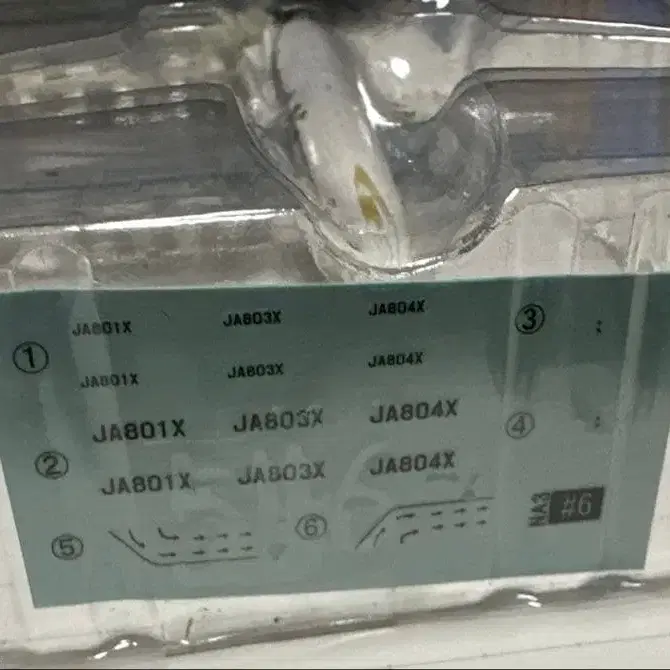 ① JA801X JA803X JA804X ③
JA801X JA803X JA804X
② JA801X JA803X JA804X ④
JA801X JA803X JA804X
⑤ ⑥ NA3 #6